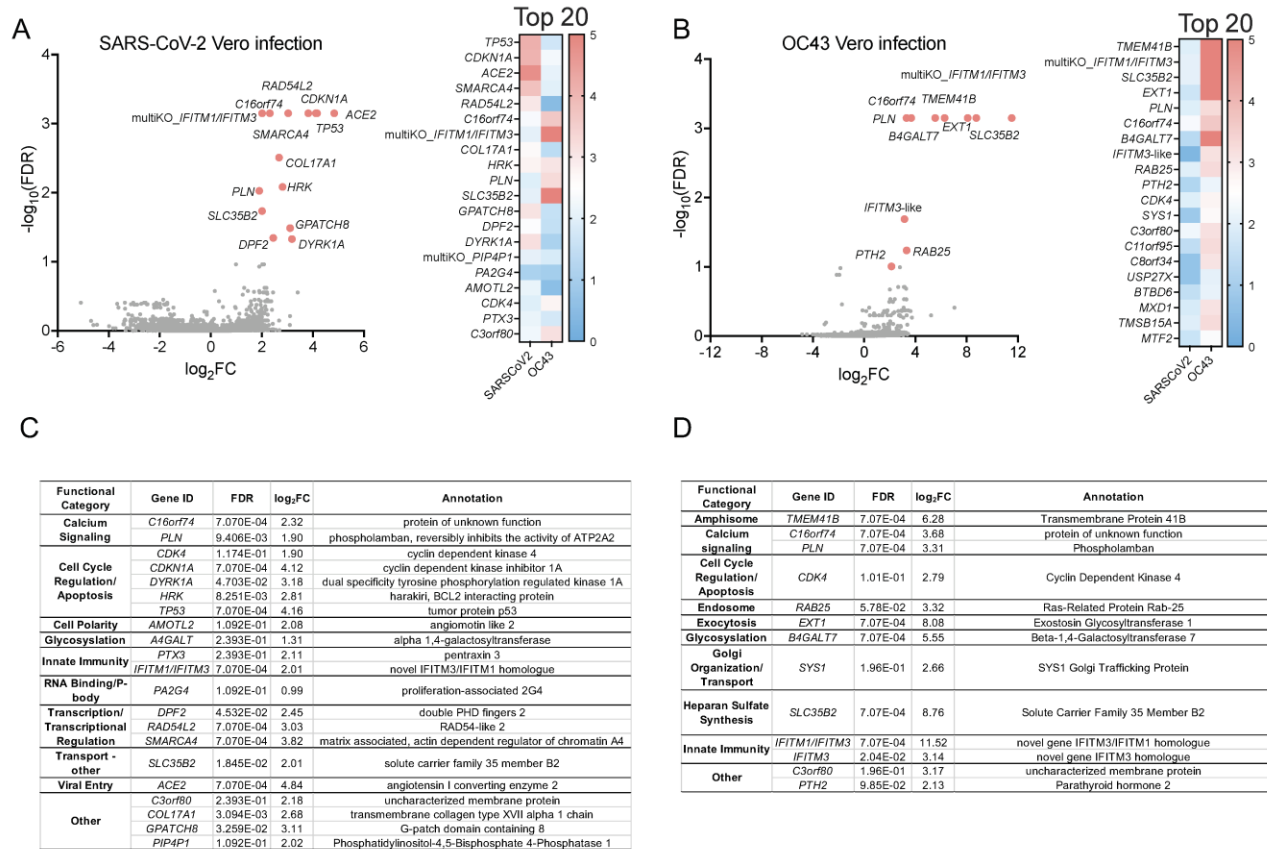 A
SARS-CoV-2 Vero infection
Top 20
-log10(FDR)
4
3
2
1
0
-6
-4
-2
0
2
4
6
log2FC
RAD54L2
C16orf74
CDKN1A
multiKO_IFITM1/IFITM3
ACE2
SMARCA4
TP53
COL17A1
PLN
HRK
SLC35B2
GPATCH8
DPF2
DYRK1A
TP53
CDKN1A
ACE2
SMARCA4
RAD54L2
C16orf74
multiKO_IFITM1/IFITM3
COL17A1
HRK
PLN
SLC35B2
GPATCH8
DPF2
DYRK1A
multiKO_PIP4P1
PA2G4
AMOTL2
CDK4
PTX3
C3orf80
SARSCoV2
OC43
5
4
3
2
1
0
B
OC43 Vero infection
Top 20
-log10(FDR)
4
3
2
1
0
-12
-8
-4
0
4
8
12
log2FC
multiKO_IFITM1/IFITM3
C16orf74
TMEM41B
PLN
EXT1
B4GALT7
SLC35B2
IFITM3-like
PTH2
RAB25
TMEM41B
multiKO_IFITM1/IFITM3
SLC35B2
EXT1
PLN
C16orf74
B4GALT7
IFITM3-like
RAB25
PTH2
CDK4
SYS1
C3orf80
C11orf95
C8orf34
USP27X
BTBD6
MXD1
TMSB15A
MTF2
SARSCoV2
OC43
5
4
3
2
1
0
C
Functional Category Gene ID FDR log2FC Annotation
Calcium Signaling C16orf74 7.070E-04 2.32 protein of unknown function
PLN 9.406E-03 1.90 phospholamban, reversibly inhibits the activity of ATP2A2
Cell Cycle Regulation/ Apoptosis CDK4 1.174E-01 1.90 cyclin dependent kinase 4
CDKN1A 7.070E-04 4.12 cyclin dependent kinase inhibitor 1A
DYRK1A 4.703E-02 3.18 dual specificity tyrosine phosphorylation regulated kinase 1A
HRK 8.251E-03 2.81 harakiri, BCL2 interacting protein
TP53 7.070E-04 4.16 tumor protein p53
Cell Polarity AMOTL2 1.092E-01 2.08 angiomotin like 2
Glycosylation A4GALT 2.393E-01 1.31 alpha 1,4-galactosyltransferase
Innate Immunity PTX3 2.393E-01 2.11 pentraxin 3
IFITM1/IFITM3 7.070E-04 2.01 novel IFITM3/IFITM1 homologue
RNA Binding/P-body PA2G4 1.092E-01 0.99 proliferation-associated 2G4
Transcription/ Transcriptional Regulation DPF2 4.532E-02 2.45 double PHD fingers 2
RAD54L2 7.070E-04 3.03 RAD54-like 2
SMARCA4 7.070E-04 3.82 matrix associated, actin dependent regulator of chromatin A4
Transport - other SLC35B2 1.845E-02 2.01 solute carrier family 35 member B2
Viral Entry ACE2 7.070E-04 4.84 angiotensin I converting enzyme 2
Other C3orf80 2.393E-01 2.18 uncharacterized membrane protein
COL17A1 3.094E-03 2.68 transmembrane collagen type XVII alpha 1 chain
GPATCH8 3.259E-02 3.11 G-patch domain containing 8
PIP4P1 1.092E-01 2.02 Phosphatidylinositol-4,5-Bisphosphate 4-Phosphatase 1
D
Functional Category Gene ID FDR log2FC Annotation
Amphisome TMEM41B 7.07E-04 6.28 Transmembrane Protein 41B
Calcium signaling C16orf74 7.07E-04 3.68 protein of unknown function
PLN 7.07E-04 3.31 Phospholamban
Cell Cycle Regulation/ Apoptosis CDK4 1.01E-01 2.79 Cyclin Dependent Kinase 4
Endosome RAB25 5.78E-02 3.32 Ras-Related Protein Rab-25
Exocytosis EXT1 7.07E-04 8.08 Exostosin Glycosyltransferase 1
Glycosyslation B4GALT7 7.07E-04 5.55 Beta-1,4-Galactosyltransferase 7
Golgi Organization/ Transport SYS1 1.96E-01 2.66 SYS1 Golgi Trafficking Protein
Heparan Sulfate Synthesis SLC35B2 7.07E-04 8.76 Solute Carrier Family 35 Member B2
Innate Immunity IFITM1/IFITM3 7.07E-04 11.52 novel gene IFITM3/IFITM1 homologue
IFITM3 2.04E-02 3.14 novel gene IFITM3 homologue
Other C3orf80 1.96E-01 3.17 uncharacterized membrane protein
PTH2 9.85E-02 2.13 Parathyroid hormone 2